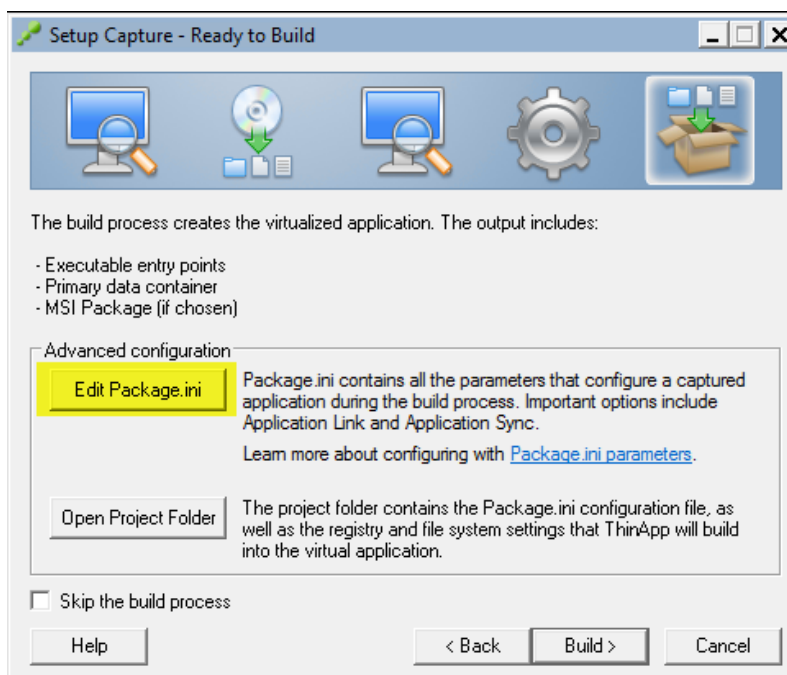 Setup Capture - Ready to Build
The build process creates the virtualized application. The output includes:
- Executable entry points
- Primary data container
- MSI Package (if chosen)
Advanced configuration
Edit Package.ini
Package.ini contains all the parameters that configure a captured
application during the build process. Important options include
Application Link and Application Sync.
Learn more about configuring with Package.ini parameters.
Open Project Folder
The project folder contains the Package.ini configuration file, as
well as the registry and file system settings that ThinApp will build
into the virtual application.
Skip the build process
Help
< Back
Build >
Cancel